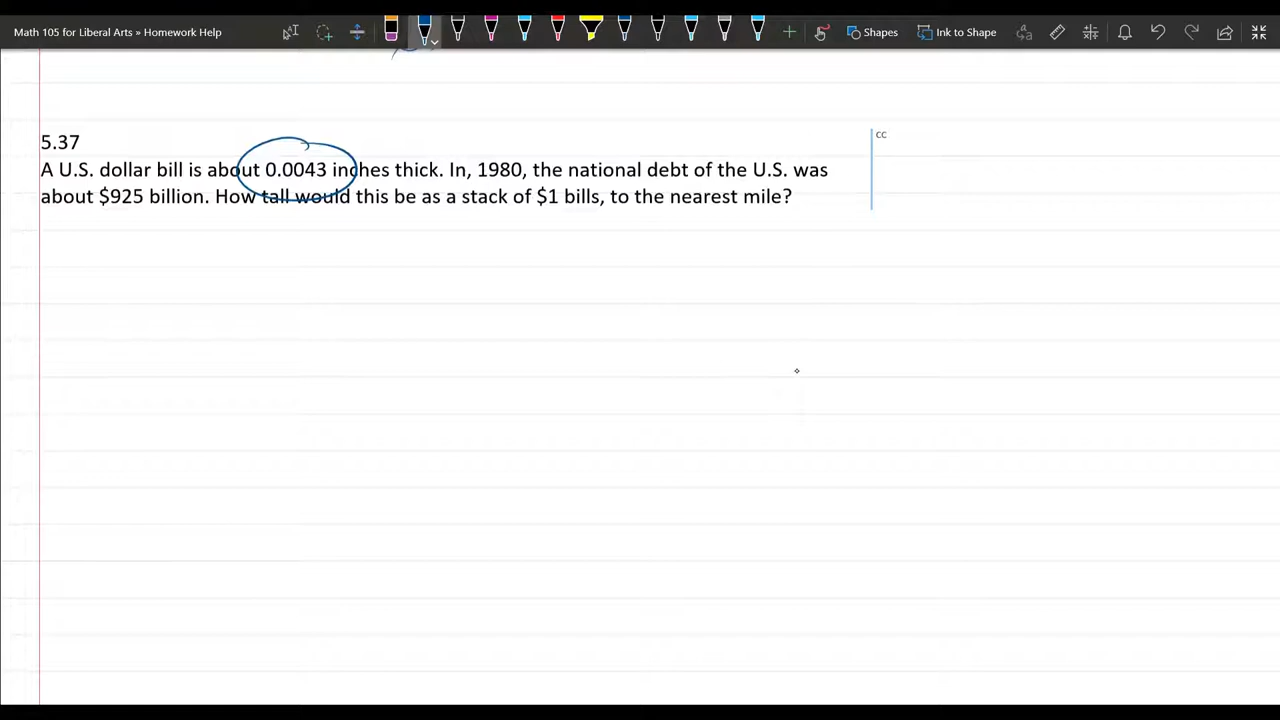 Math 105 for Liberal Arts » Homework Help
Shapes
Ink to Shape
5.37
cc
A U.S. dollar bill is about 0.0043 inches thick. In, 1980, the national debt of the U.S. was
about $925 billion. How tall would this be as a stack of $1 bills, to the nearest mile?